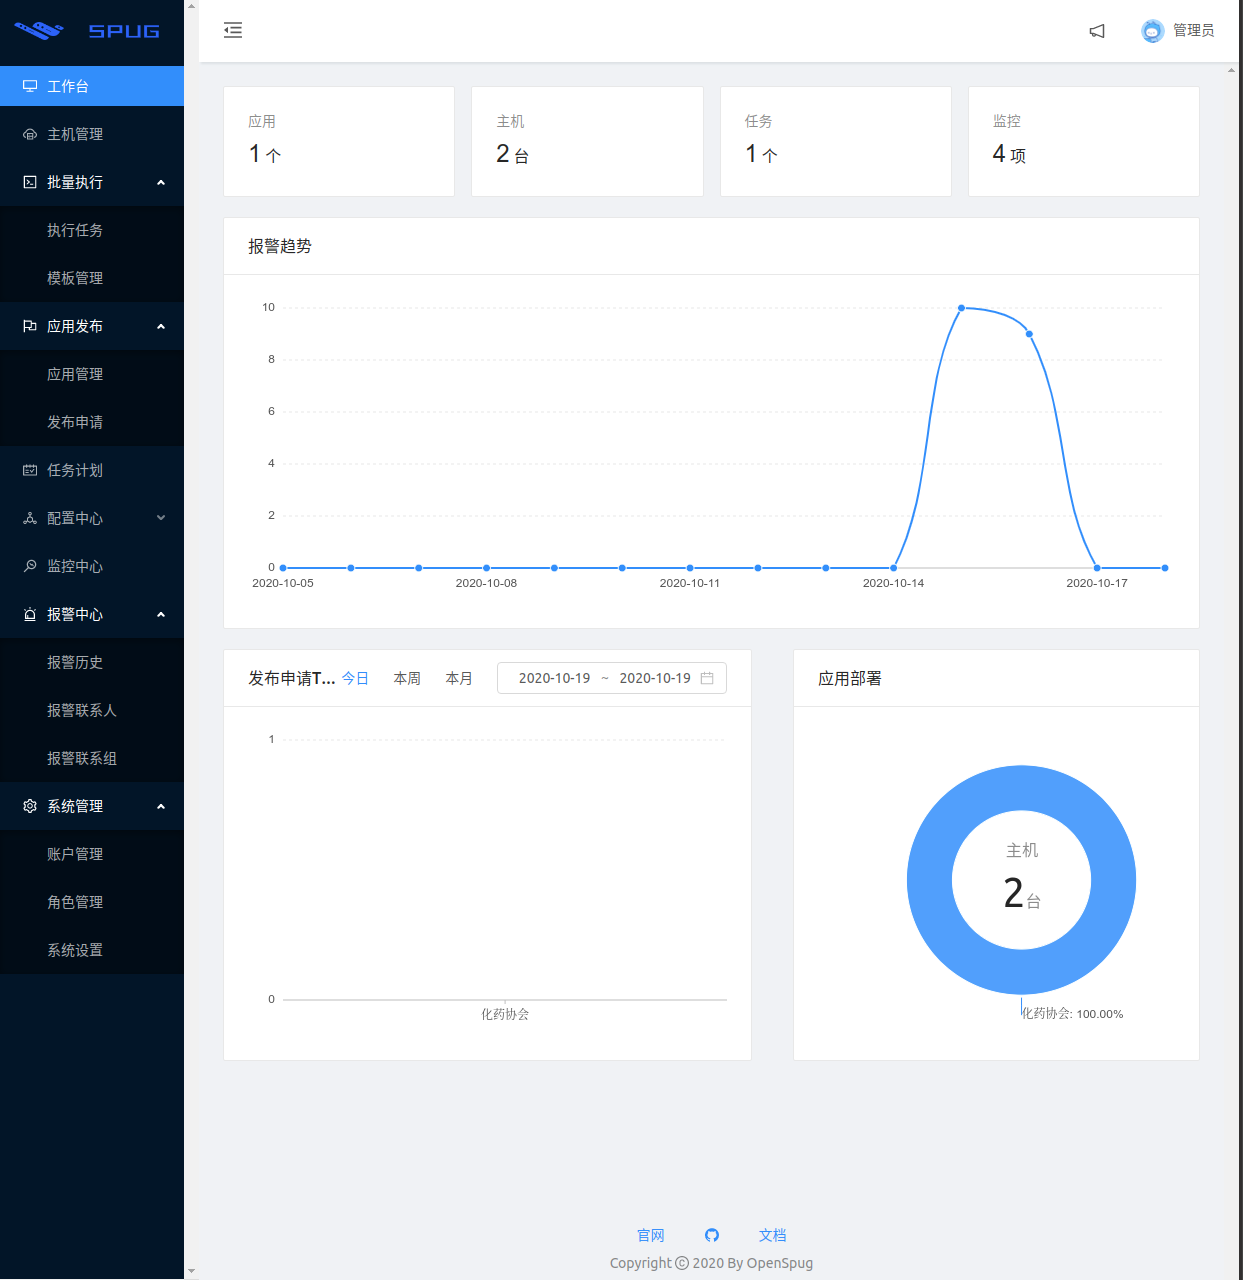 SPUG
管理员
工作台
主机管理
批量执行
执行任务
模板管理
应用发布
应用管理
发布申请
任务计划
配置中心
监控中心
报警中心
报警历史
报警联系人
报警联系组
系统管理
账户管理
角色管理
系统设置
应用
1 个
主机
2 台
任务
1 个
监控
4 项
报警趋势
10
8
6
4
2
0
2020-10-05 2020-10-08 2020-10-11 2020-10-14 2020-10-17
发布申请T... 今日 本周 本月 2020-10-19 ~ 2020-10-19
1
0
化药协会
应用部署
主机
2台
化药协会: 100.00%
官网 文档
Copyright © 2020 By OpenSpug